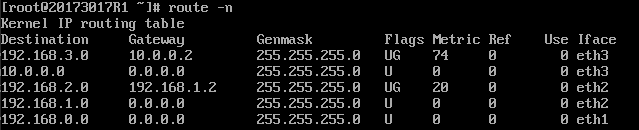 [root@20173017R1 ~]# route -n
Kernel IP routing table
Destination     Gateway         Genmask         Flags Metric Ref    Use Iface
192.168.3.0     10.0.0.2        255.255.255.0   UG    74     0        0 eth3
10.0.0.0        0.0.0.0         255.255.255.0   U     0      0        0 eth3
192.168.2.0     192.168.1.2     255.255.255.0   UG    20     0        0 eth2
192.168.1.0     0.0.0.0         255.255.255.0   U     0      0        0 eth2
192.168.0.0     0.0.0.0         255.255.255.0   U     0      0        0 eth1